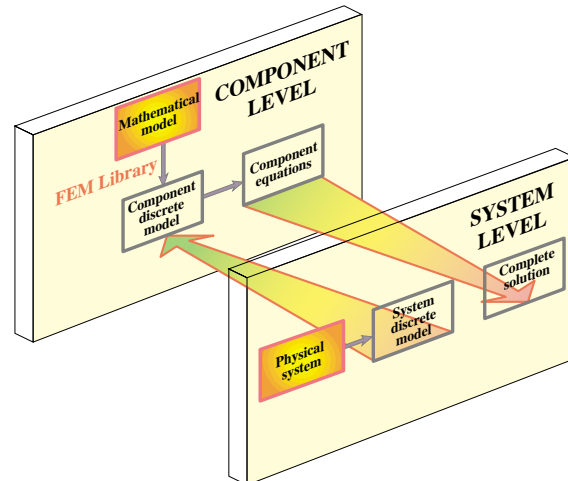 COMPONENT
LEVEL
Mathematical
model
FEM Library
Component
discrete
model
Component
equations
SYSTEM
LEVEL
Complete
solution
System
discrete
model
Physical
system